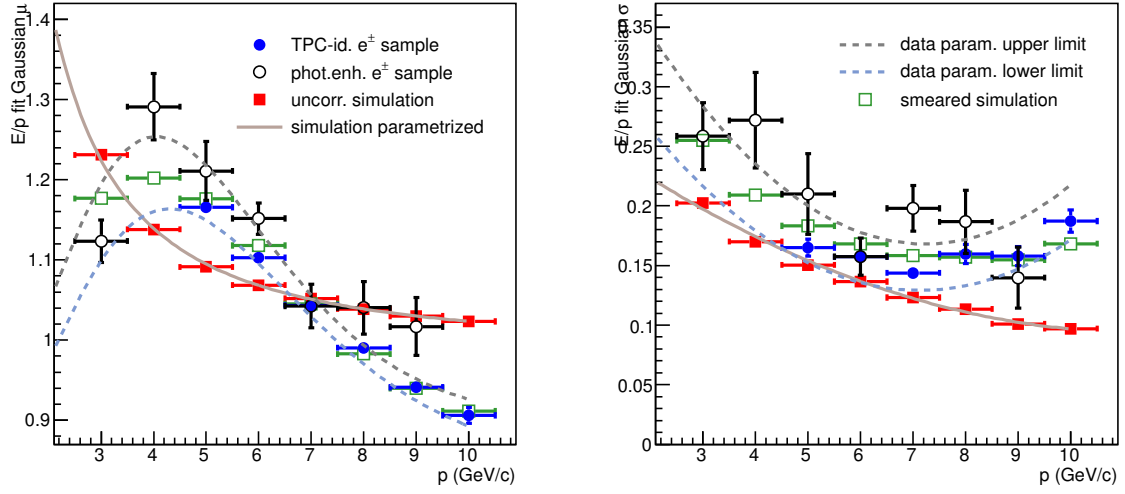 E/p fit Gaussian μ
1.4
1.3
1.2
1.1
1
0.9
TPC-id. e± sample
phot.enh. e± sample
uncorr. simulation
simulation parametrized
3 4 5 6 7 8 9 10
p (GeV/c)
E/p fit Gaussian σ
0.35
0.3
0.25
0.2
0.15
0.1
0.05
0
data param. upper limit
data param. lower limit
smeared simulation
3 4 5 6 7 8 9 10
p (GeV/c)